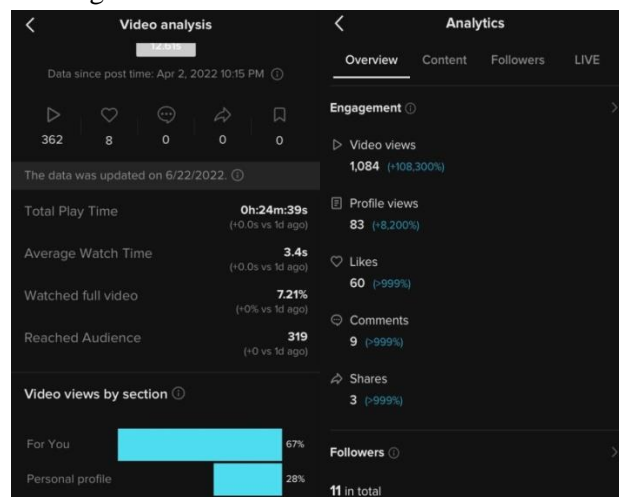 Video analysis
12.61s
Data since post time: Apr 2, 2022 10:15 PM
362 8 0 0 0
The data was updated on 6/22/2022.
Total Play Time 0h:24m:39s
(+0.0s vs 1d ago)
Average Watch Time 3.4s
(+0.0s vs 1d ago)
Watched full video 7.21%
(+0% vs 1d ago)
Reached Audience 319
(+0 vs 1d ago)
Video views by section
For You 67%
Personal profile 28%
Analytics
Overview Content Followers LIVE
Engagement
Video views
1,084 (+108,300%)
Profile views
83 (+8,200%)
Likes
60 (>999%)
Comments
9 (>999%)
Shares
3 (>999%)
Followers
11 in total